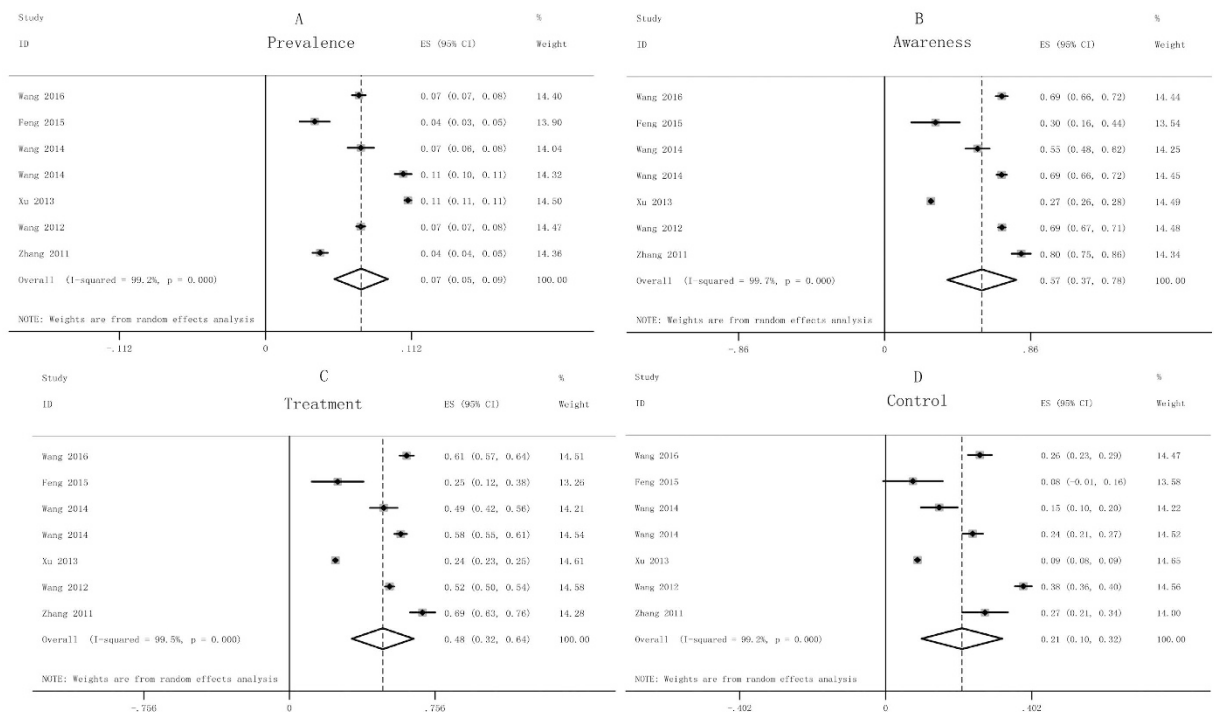 Study A %
ID Prevalence ES (95% CI) Weight
Wang 2016 0.07 (0.07, 0.08) 14.40
Feng 2015 0.04 (0.03, 0.05) 13.90
Wang 2014 0.07 (0.06, 0.08) 14.04
Wang 2014 0.11 (0.10, 0.11) 14.32
Xu 2013 0.11 (0.11, 0.11) 14.50
Wang 2012 0.07 (0.07, 0.08) 14.47
Zhang 2011 0.04 (0.04, 0.05) 14.36
Overall (I-squared = 99.2%, p = 0.000) 0.07 (0.05, 0.09) 100.00
NOTE: Weights are from random effects analysis
-.112 0 .112
Study B %
ID Awareness ES (95% CI) Weight
Wang 2016 0.69 (0.66, 0.72) 14.44
Feng 2015 0.30 (0.16, 0.44) 13.54
Wang 2014 0.55 (0.48, 0.62) 14.25
Wang 2014 0.69 (0.66, 0.72) 14.45
Xu 2013 0.27 (0.26, 0.28) 14.49
Wang 2012 0.69 (0.67, 0.71) 14.48
Zhang 2011 0.80 (0.75, 0.86) 14.34
Overall (I-squared = 99.7%, p = 0.000) 0.57 (0.37, 0.78) 100.00
NOTE: Weights are from random effects analysis
-.86 0 .86
Study C %
ID Treatment ES (95% CI) Weight
Wang 2016 0.61 (0.57, 0.64) 14.51
Feng 2015 0.25 (0.12, 0.38) 13.26
Wang 2014 0.49 (0.42, 0.56) 14.21
Wang 2014 0.58 (0.55, 0.61) 14.54
Xu 2013 0.24 (0.23, 0.25) 14.61
Wang 2012 0.52 (0.50, 0.54) 14.58
Zhang 2011 0.69 (0.63, 0.76) 14.28
Overall (I-squared = 99.5%, p = 0.000) 0.48 (0.32, 0.64) 100.00
NOTE: Weights are from random effects analysis
-.756 0 .756
Study D %
ID Control ES (95% CI) Weight
Wang 2016 0.26 (0.23, 0.29) 14.47
Feng 2015 0.08 (-0.01, 0.16) 13.58
Wang 2014 0.15 (0.10, 0.20) 14.22
Wang 2014 0.24 (0.21, 0.27) 14.52
Xu 2013 0.09 (0.08, 0.09) 14.65
Wang 2012 0.38 (0.36, 0.40) 14.56
Zhang 2011 0.27 (0.21, 0.34) 14.00
Overall (I-squared = 99.2%, p = 0.000) 0.21 (0.10, 0.32) 100.00
NOTE: Weights are from random effects analysis
-.402 0 .402